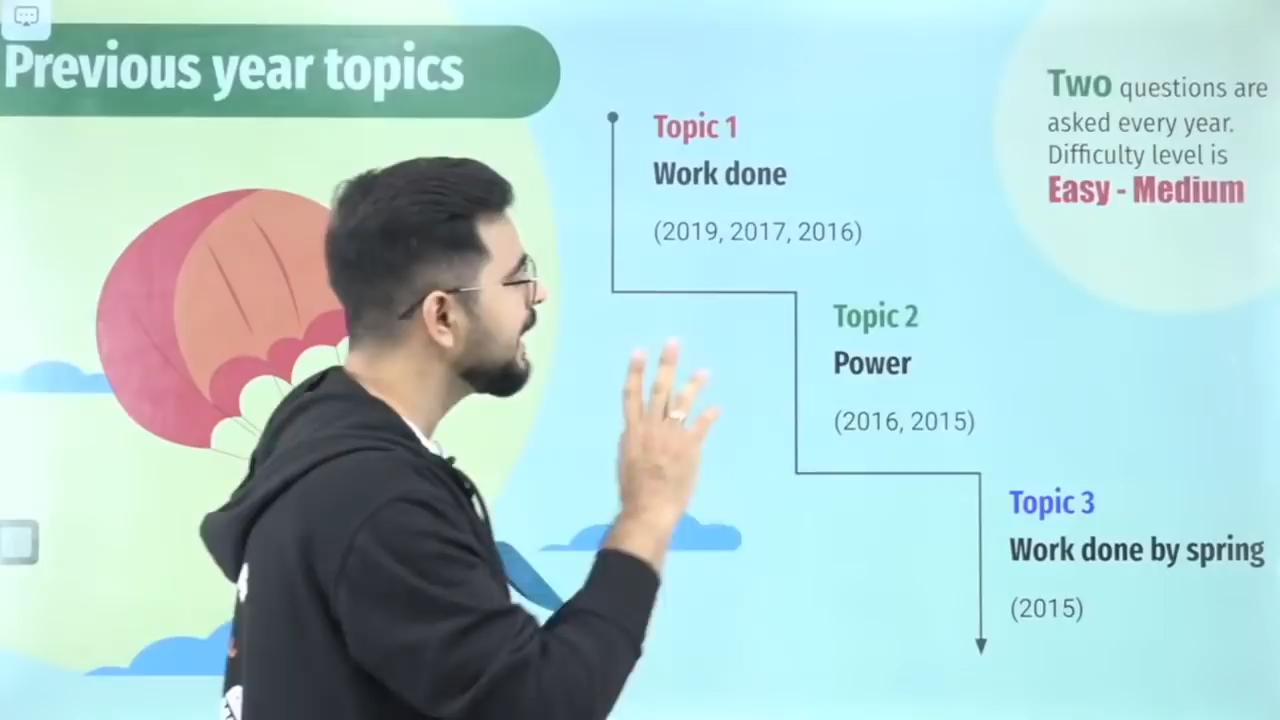 Previous year topics
Topic 1
Work done
(2019, 2017, 2016)
Topic 2
Power
(2016, 2015)
Topic 3
Work done by spring
(2015)
Two questions are
asked every year.
Difficulty level is
Easy - Medium